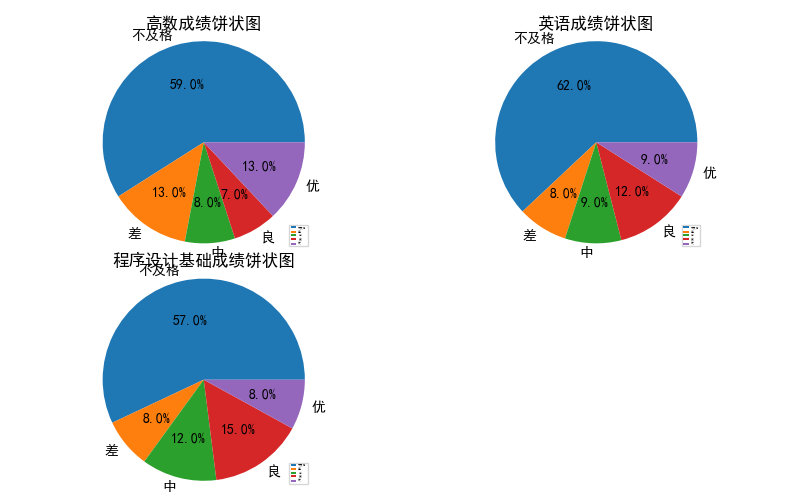 高数成绩饼状图
不及格
59.0%
13.0%
13.0%
8.0%
7.0%
优
差
中
良
英语成绩饼状图
不及格
62.0%
9.0%
8.0%
9.0%
12.0%
优
差
中
良
程序设计基础成绩饼状图
不及格
57.0%
8.0%
8.0%
12.0%
15.0%
优
差
中
良